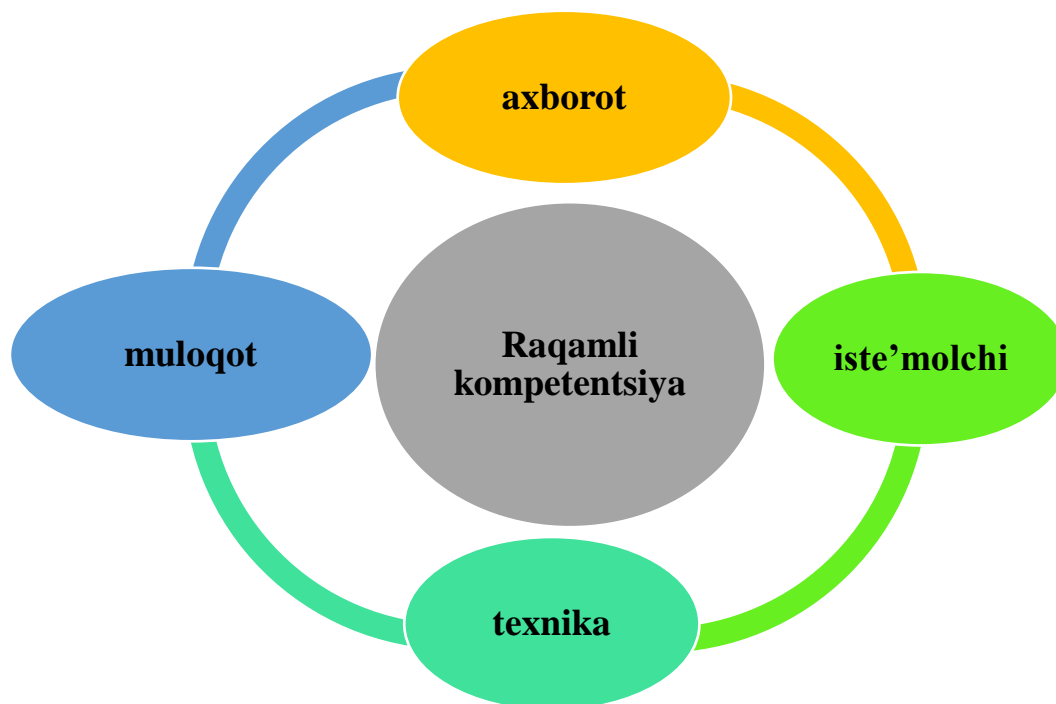 axborot
muloqot
Raqamli
kompetentsiya
iste’molchi
texnika